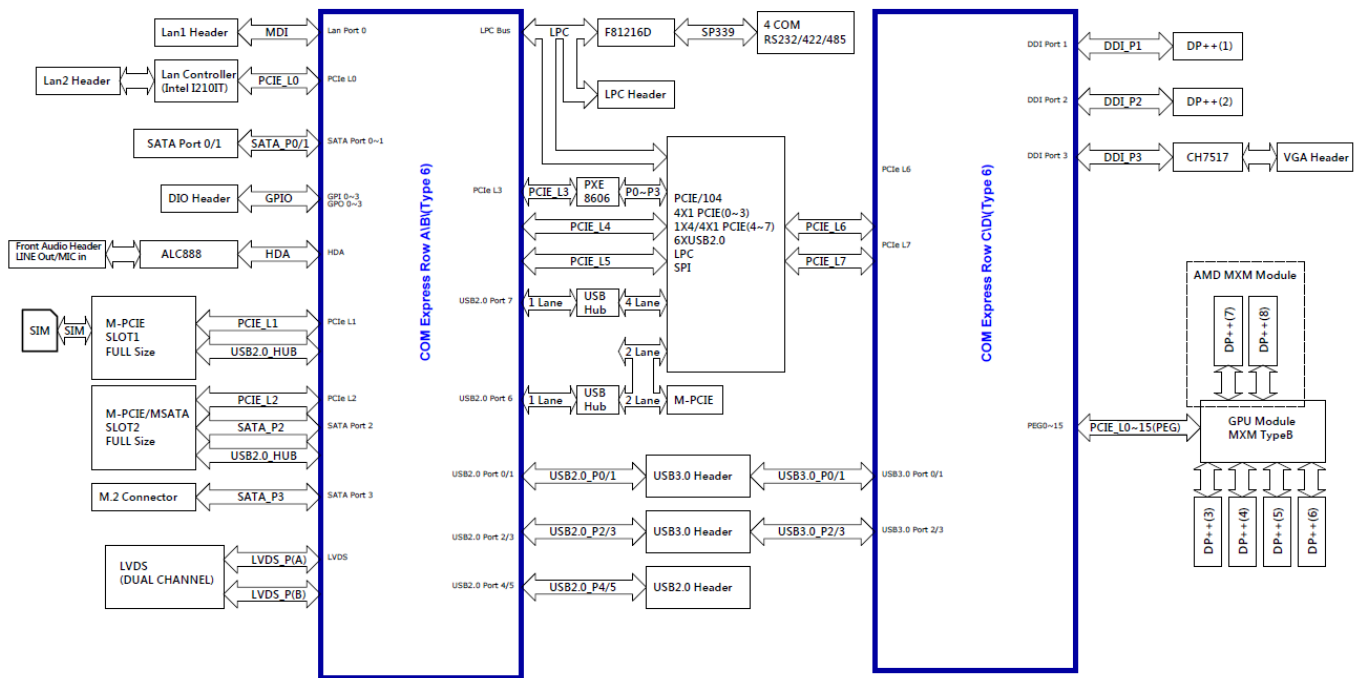 Lan1 Header
MDI
Lan Port 0
Lan2 Header
Lan Controller
(Intel I210IT)
PCIE_L0
PCIe L0
SATA Port 0/1
SATA_P0/1
SATA Port 0~1
DIO Header
GPIO
GPI 0~3
GPO 0~3
Front Audio Header
LINE Out/MIC in
ALC888
HDA
HDA
SIM
SIM
M-PCIE
SLOT1
FULL Size
PCIE_L1
USB2.0_HUB
PCIe L1
M-PCIE/MSATA
SLOT2
FULL Size
PCIE_L2
SATA_P2
USB2.0_HUB
PCIe L2
SATA Port 2
M.2 Connector
SATA_P3
SATA Port 3
LVDS
(DUAL CHANNEL)
LVDS_P(A)
LVDS_P(B)
LVDS
COM Express Row A\B\(Type 6)
LPC Bus
LPC
F81216D
SP339
4 COM
RS232/422/485
LPC Header
PCIe L3
PCIE_L3
PXE
8606
P0~P3
PCIE_L4
PCIE_L5
PCIE/104
4X1 PCIE(0~3)
1X4/4X1 PCIE(4~7)
6XUSB2.0
LPC
SPI
USB2.0 Port 7
1 Lane
USB
Hub
4 Lane
2 Lane
USB2.0 Port 6
1 Lane
USB
Hub
2 Lane
M-PCIE
USB2.0 Port 0/1
USB2.0_P0/1
USB3.0 Header
USB3.0_P0/1
USB3.0 Port 0/1
USB2.0 Port 2/3
USB2.0_P2/3
USB3.0 Header
USB3.0_P2/3
USB3.0 Port 2/3
USB2.0 Port 4/5
USB2.0_P4/5
USB2.0 Header
PCIE_L6
PCIE_L7
PCIe L6
PCIe L7
COM Express Row C\D\(Type 6)
DDI Port 1
DDI_P1
DP++(1)
DDI Port 2
DDI_P2
DP++(2)
DDI Port 3
DDI_P3
CH7517
VGA Header
AMD MXM Module
DP++(7)
DP++(8)
PEG0~15
PCIE_L0~15(PEG)
GPU Module
MXM TypeB
DP++(3)
DP++(4)
DP++(5)
DP++(6)